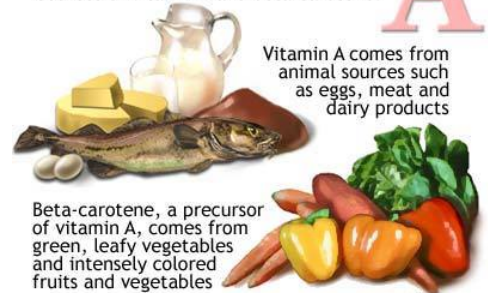 A
Vitamin A comes from
animal sources such
as eggs, meat and
dairy products
Beta-carotene, a precursor
of vitamin A, comes from
green, leafy vegetables
and intensely colored
fruits and vegetables